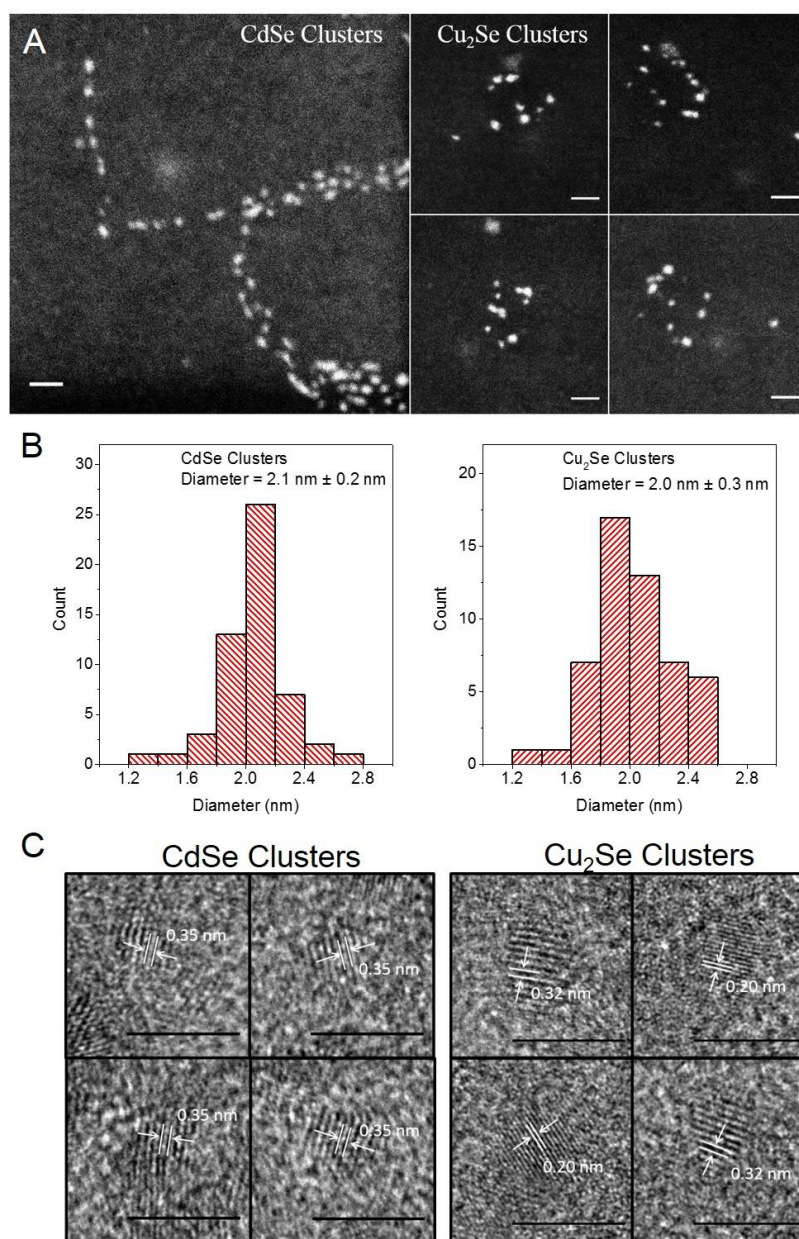 A
CdSe Clusters
Cu₂Se Clusters
B
CdSe Clusters
Diameter = 2.1 nm ± 0.2 nm
30
25
20
15
10
5
0
Count
1.2 1.6 2.0 2.4 2.8
Diameter (nm)
Cu₂Se Clusters
Diameter = 2.0 nm ± 0.3 nm
20
15
10
5
0
Count
1.2 1.6 2.0 2.4 2.8
Diameter (nm)
C
CdSe Clusters
0.35 nm
0.35 nm
0.35 nm
0.35 nm
Cu₂Se Clusters
0.32 nm
0.20 nm
0.20 nm
0.32 nm